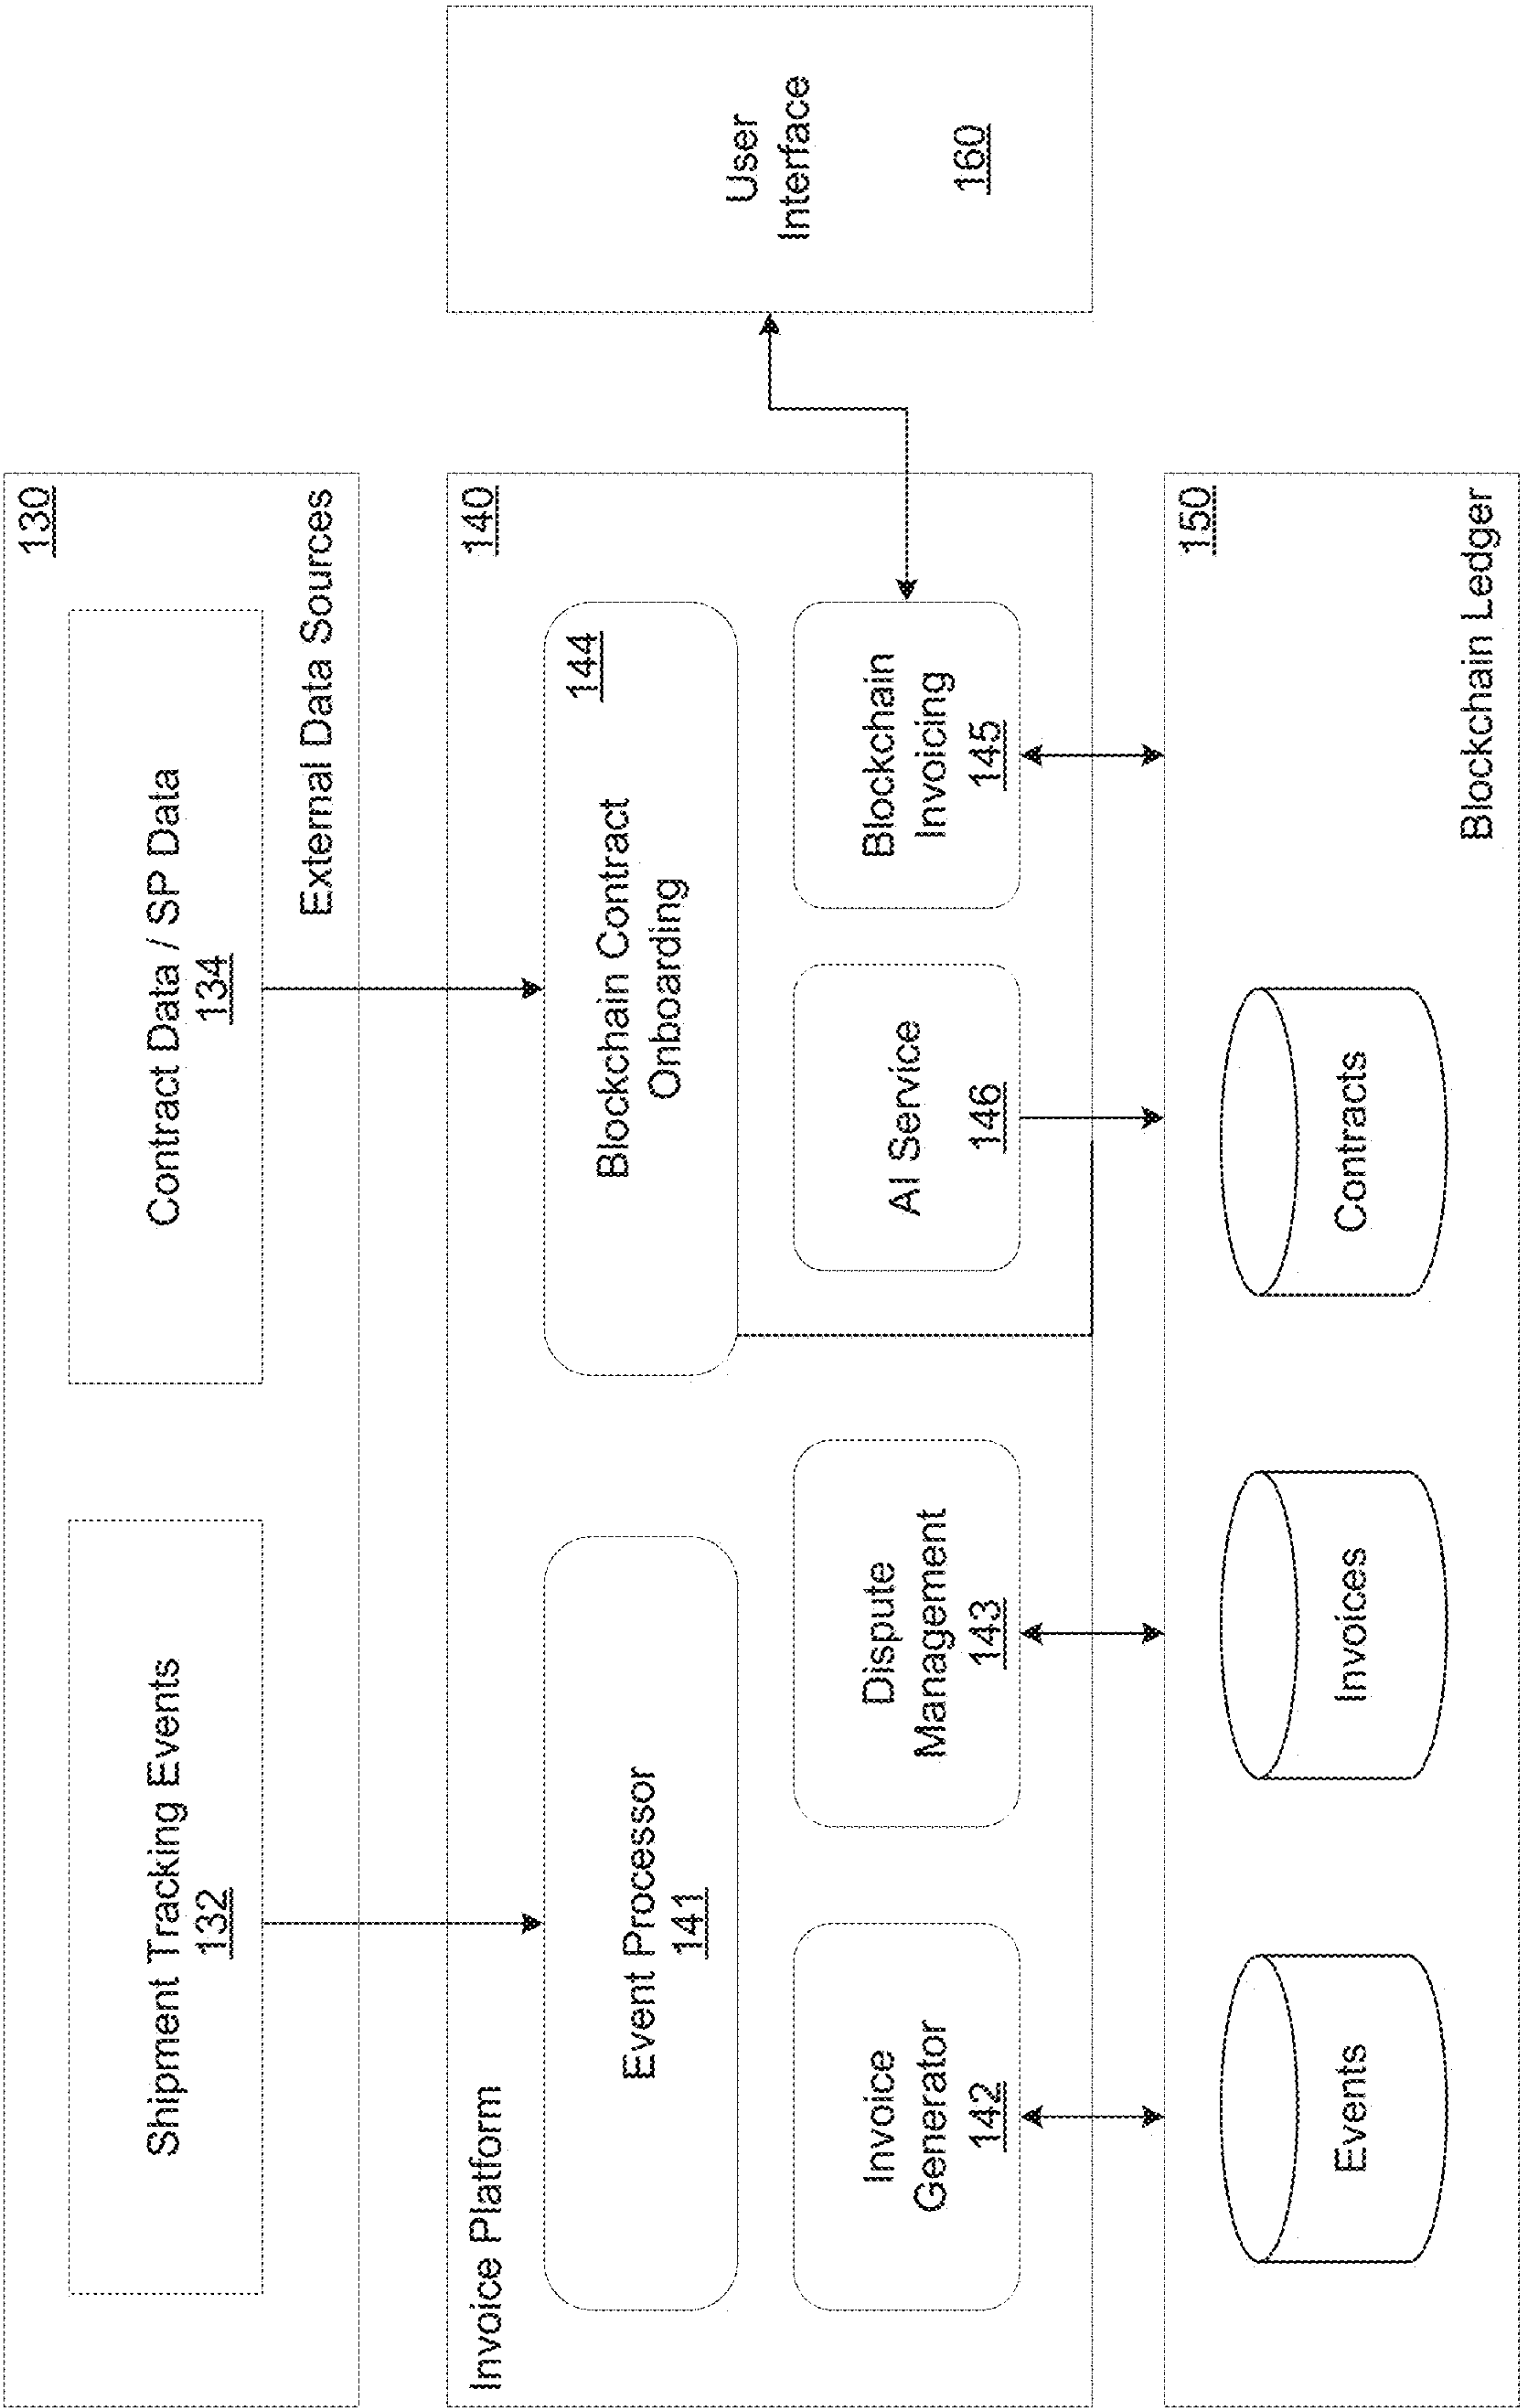 130
Shipment Tracking Events
132
Contract Data / SP Data
134
External Data Sources
Invoice Platform
140
Event Processor
141
Blockchain Contract
Onboarding
144
Invoice
Generator
142
Dispute
Management
143
AI Service
146
Blockchain
Invoicing
145
User
Interface
160
150
Events
Invoices
Contracts
Blockchain Ledger